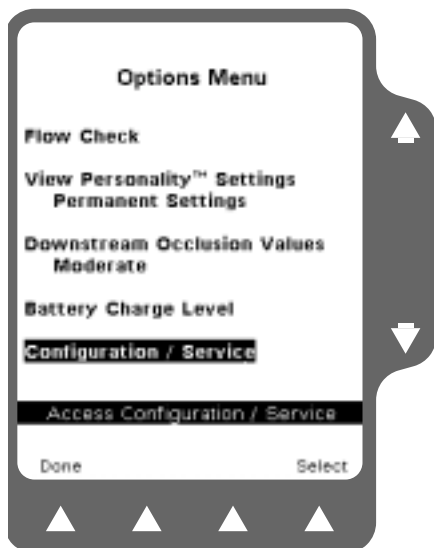 Options Menu
Flow Check
View Personality™ Settings
Permanent Settings
Downstream Occlusion Values
Moderate
Battery Charge Level
Configuration / Service
Access Configuration / Service
Done Select